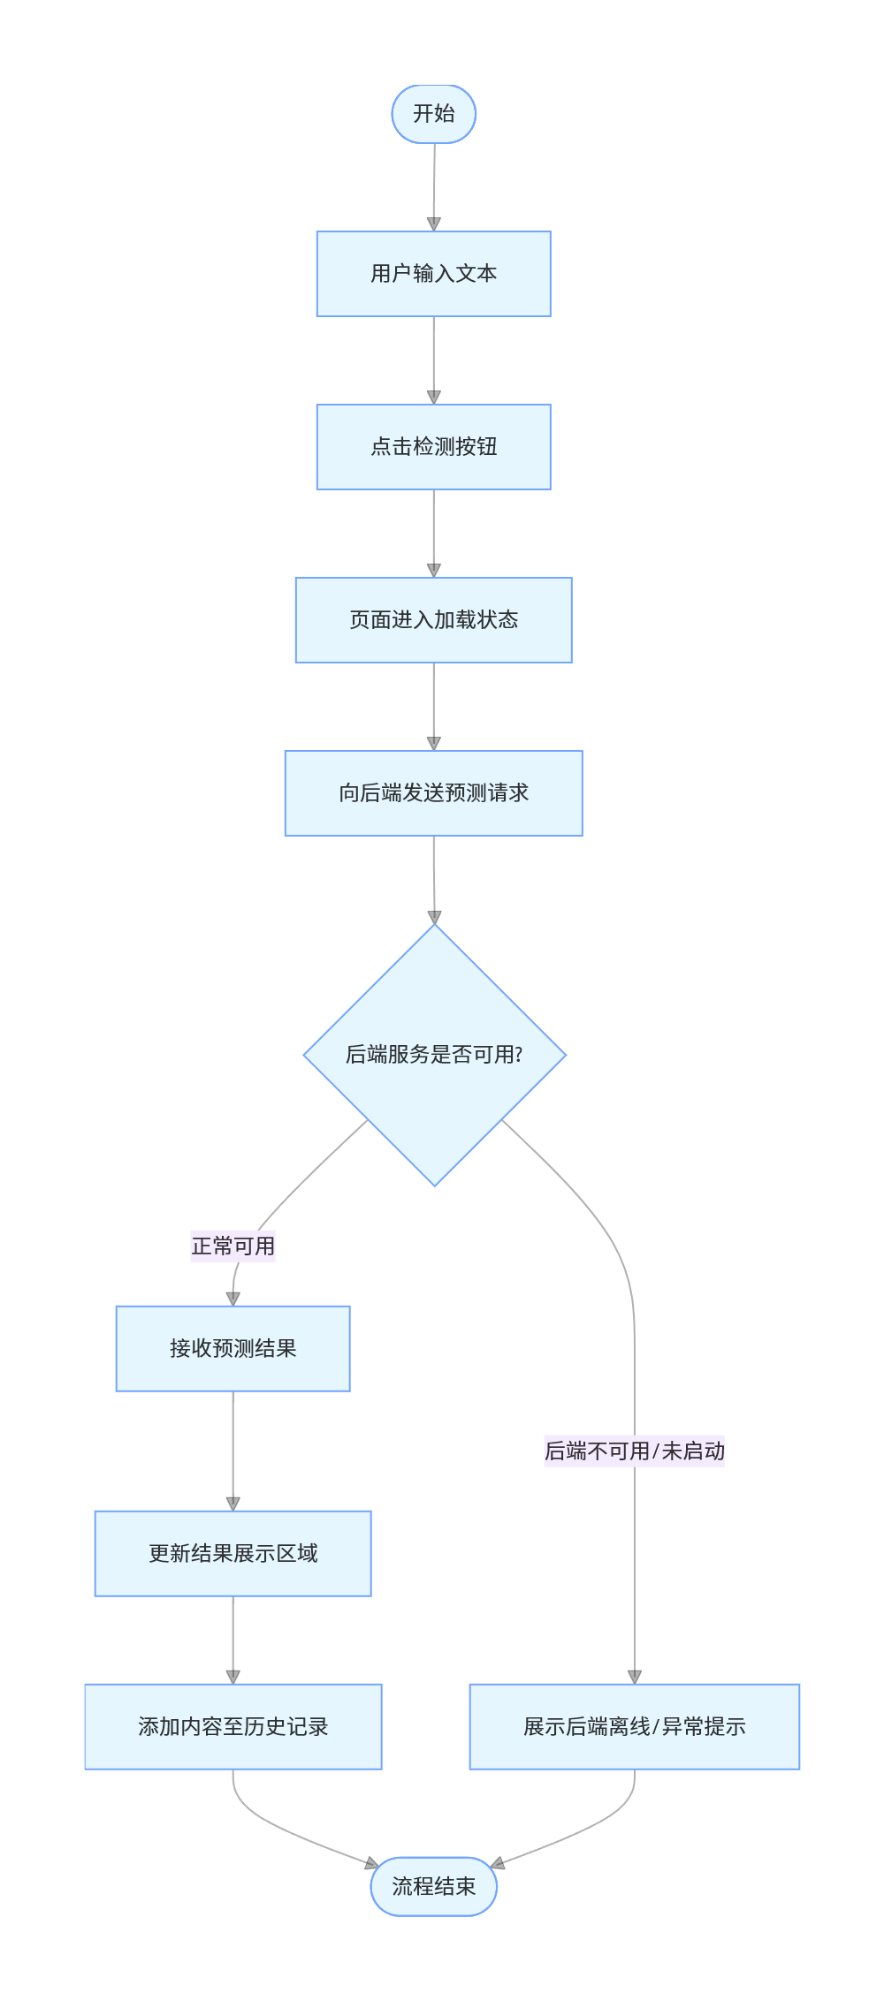 开始
用户输入文本
点击检测按钮
页面进入加载状态
向后端发送预测请求
后端服务是否可用?
正常可用
接收预测结果
后端不可用/未启动
更新结果展示区域
添加内容至历史记录
展示后端离线/异常提示
流程结束